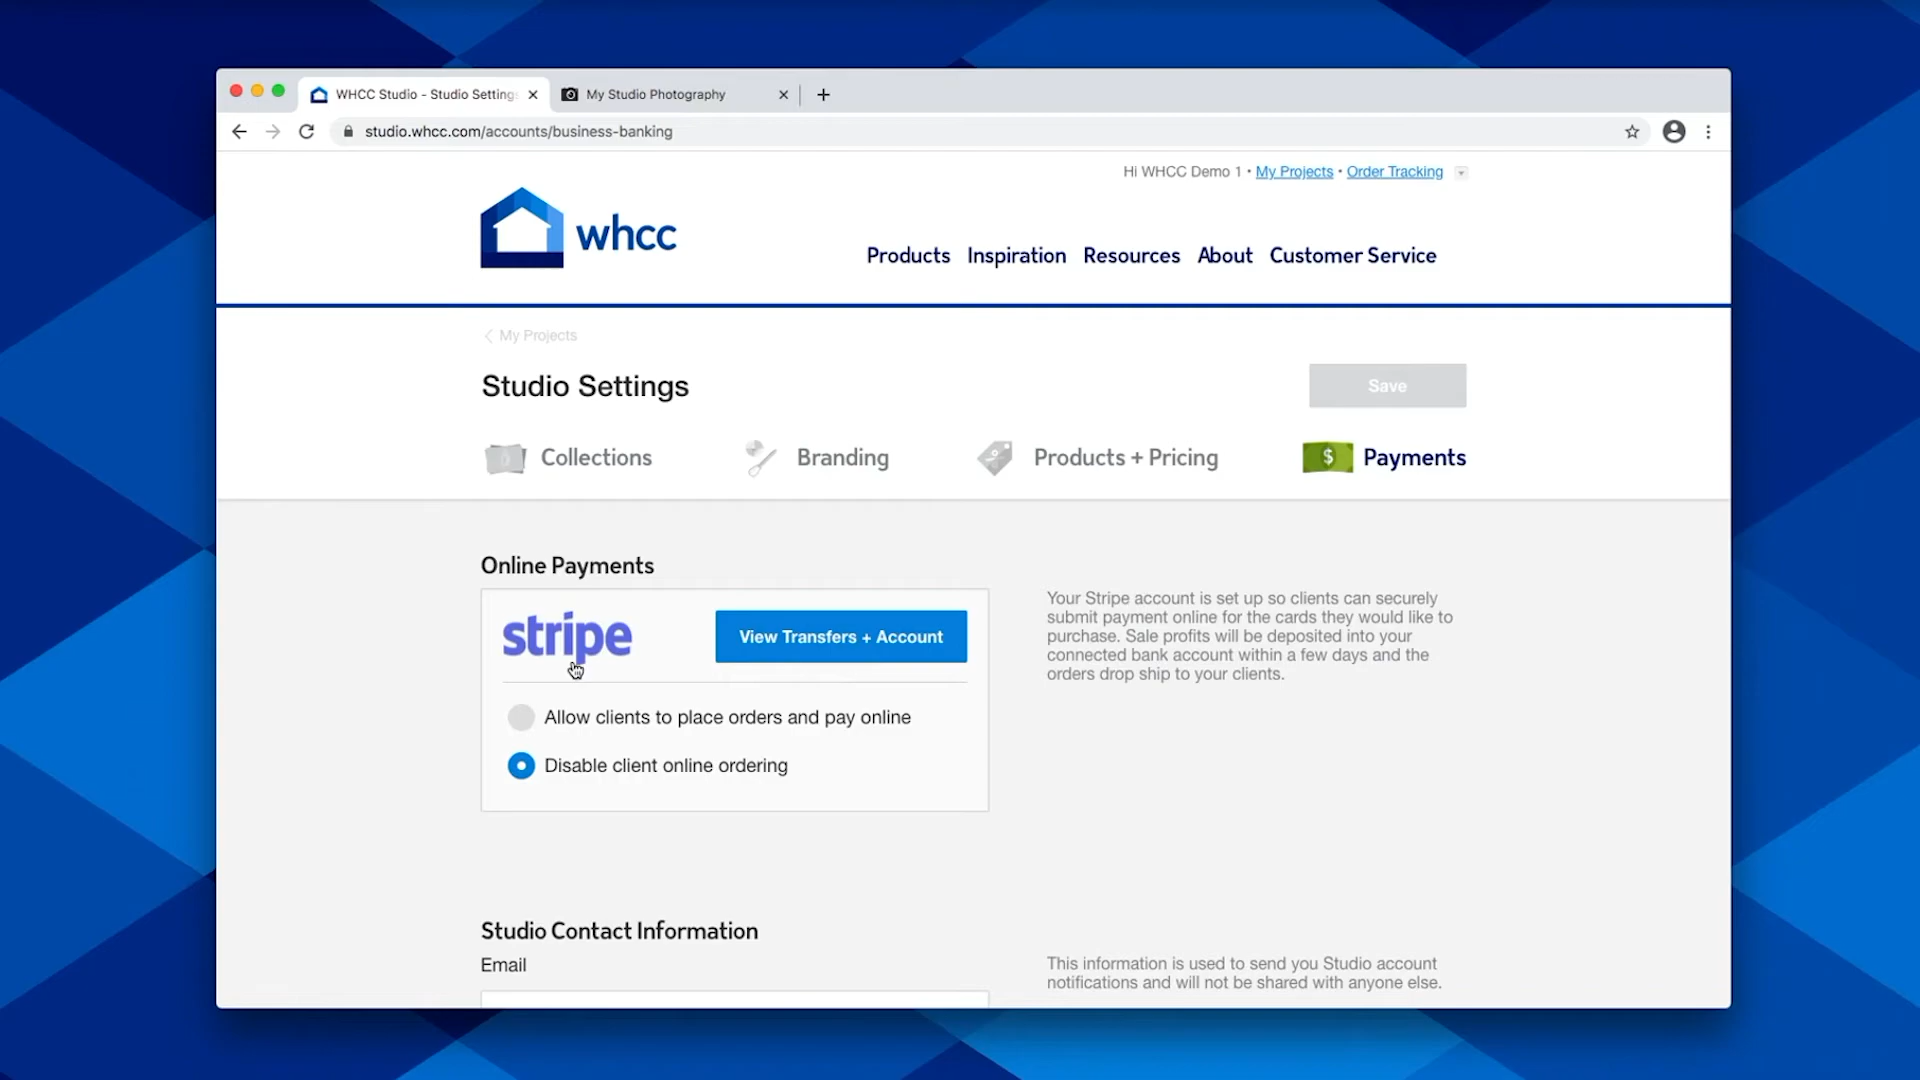 WHCC Studio - Studio Settings
My Studio Photography
studio.whcc.com/accounts/business-banking
Hi WHCC Demo 1 • My Projects • Order Tracking
whcc
Products Inspiration Resources About Customer Service
My Projects
Studio Settings
Save
Collections
Branding
Products + Pricing
$
Payments
Online Payments
stripe
View Transfers + Account
Allow clients to place orders and pay online
Disable client online ordering
Your Stripe account is set up so clients can securely
submit payment online for the cards they would like to
purchase. Sale profits will be deposited into your
connected bank account within a few days and the
orders drop ship to your clients.
Studio Contact Information
Email
This information is used to send you Studio account
notifications and will not be shared with anyone else.